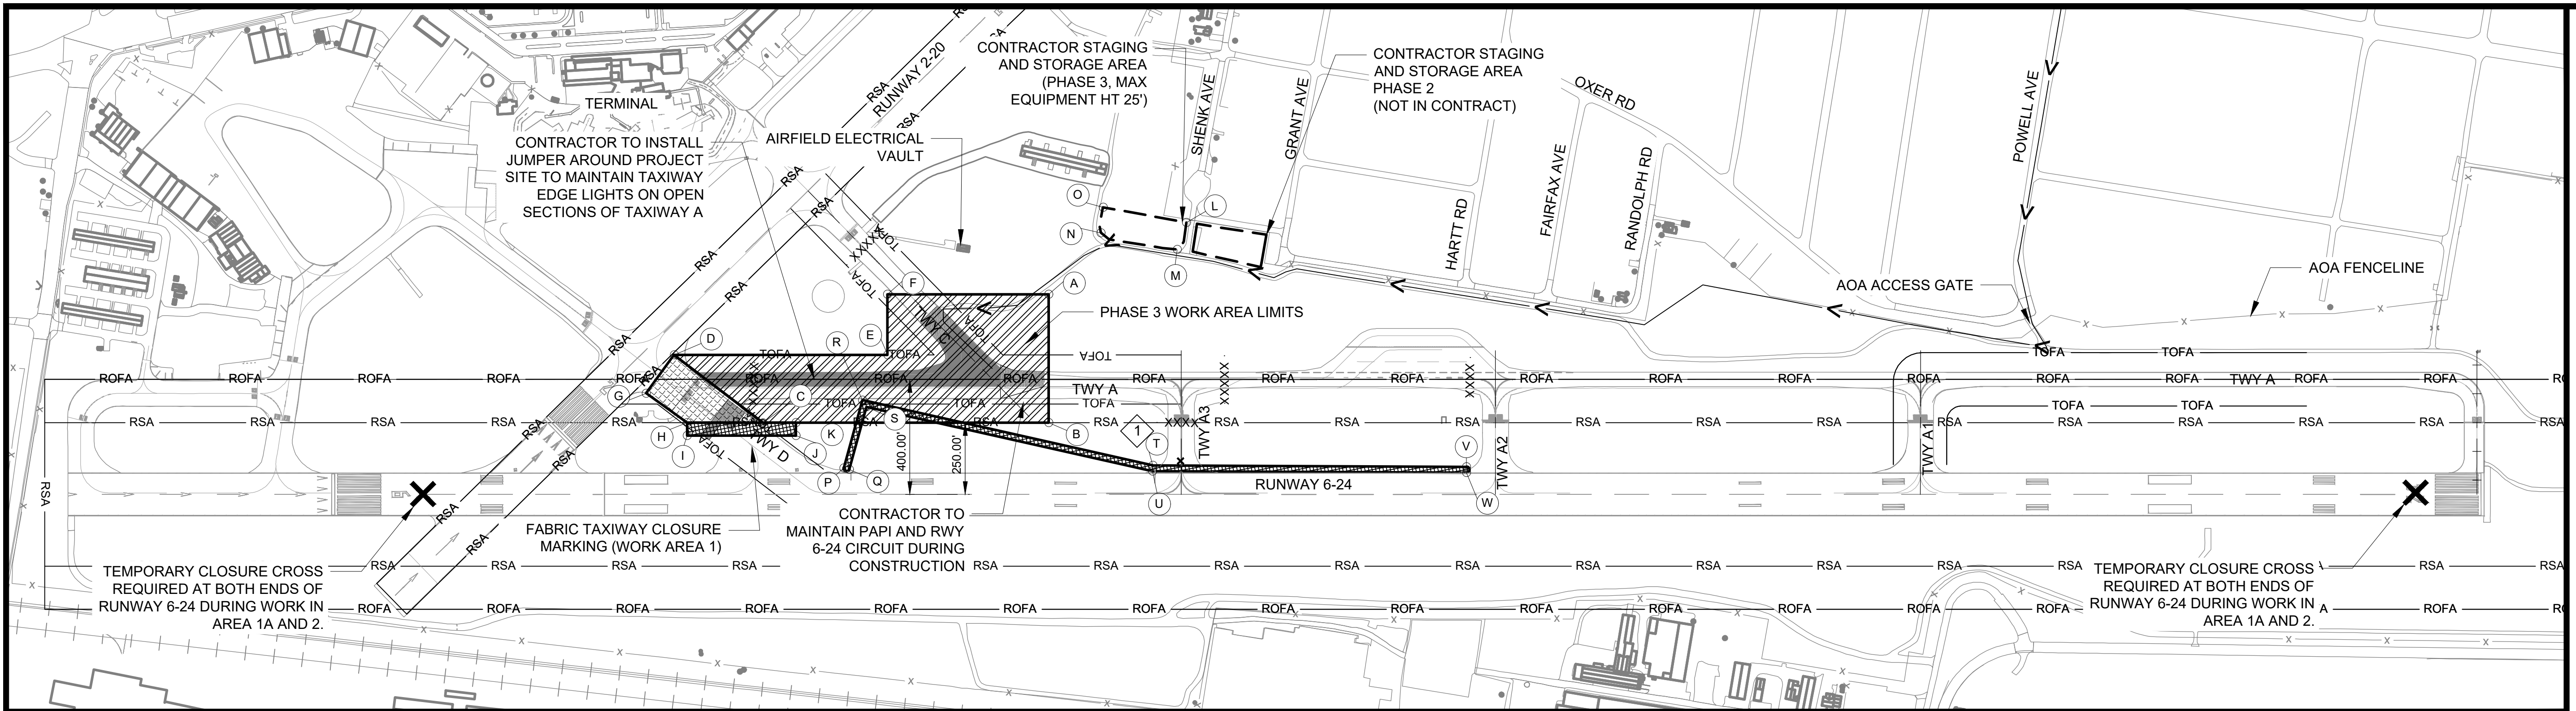 CONTRACTOR STAGING
AND STORAGE AREA
(PHASE 3, MAX
EQUIPMENT HT 25')
CONTRACTOR STAGING
AND STORAGE AREA
PHASE 2
(NOT IN CONTRACT)
TERMINAL
CONTRACTOR TO INSTALL
JUMPER AROUND PROJECT
SITE TO MAINTAIN TAXIWAY
EDGE LIGHTS ON OPEN
SECTIONS OF TAXIWAY A
AIRFIELD ELECTRICAL
VAULT
RUNWAY 2-20
SHENK AVE
GRANT AVE
OXER RD
HARTT RD
FAIRFAX AVE
RANDOLPH RD
POWELL AVE
AOA ACCESS GATE
AOA FENCELINE
PHASE 3 WORK AREA LIMITS
O
L
N
M
F
A
E
R
D
G
C
S
B
H
K
I
J
P
Q
1
T
U
V
W
TWY A
TWY A
TWY C
TWY D
TWY A3
TWY A2
TWY A1
400.00'
250.00'
RUNWAY 6-24
RSA
ROFA
TOFA
XXXXX
FABRIC TAXIWAY CLOSURE
MARKING (WORK AREA 1)
CONTRACTOR TO
MAINTAIN PAPI AND RWY
6-24 CIRCUIT DURING
CONSTRUCTION
TEMPORARY CLOSURE CROSS
REQUIRED AT BOTH ENDS OF
RUNWAY 6-24 DURING WORK IN
AREA 1A AND 2.
TEMPORARY CLOSURE CROSS
REQUIRED AT BOTH ENDS OF
RUNWAY 6-24 DURING WORK IN
AREA 1A AND 2.